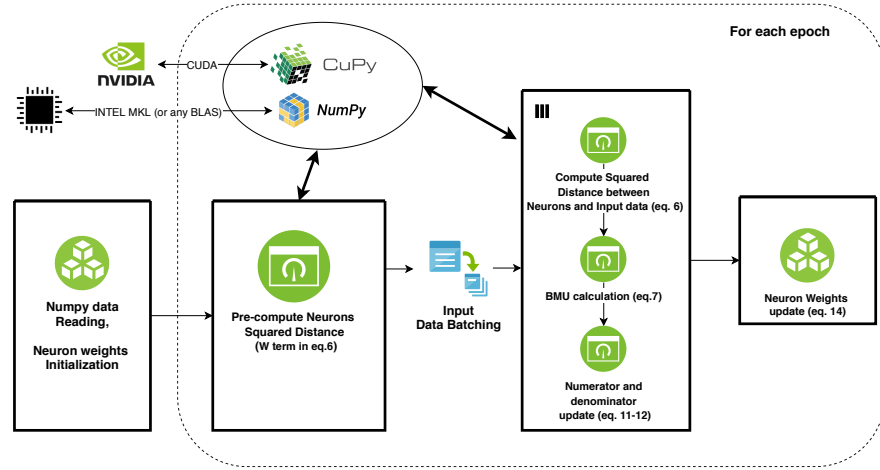 For each epoch
CUDA
CuPy
NVIDIA
INTEL MKL (or any BLAS)
NumPy
Numpy data
Reading,
Neuron weights
Initialization
Pre-compute Neurons
Squared Distance
(W term in eq.6)
Input
Data Batching
Compute Squared
Distance between
Neurons and Input data (eq. 6)
BMU calculation (eq.7)
Numerator and
denominator
update (eq. 11-12)
Neuron Weights
update (eq. 14)